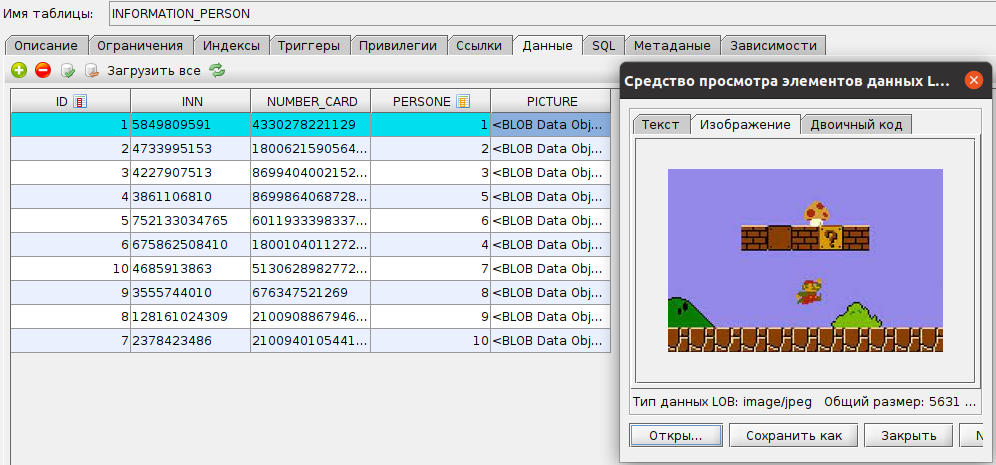 Имя таблицы: INFORMATION_PERSON
Описание Ограничения Индексы Триггеры Привилегии Ссылки Данные SQL Метаданые Зависимости
Загрузить все
ID INN NUMBER_CARD PERSONE PICTURE
1 5849809591 4330278221129 1 <BLOB Data Obj...
2 4733995153 1800621590564... 2 <BLOB Data Obj...
3 4227907513 8699404002152... 3 <BLOB Data Obj...
4 3861106810 8699864068728... 5 <BLOB Data Obj...
5 752133034765 6011933398337... 6 <BLOB Data Obj...
6 675862508410 1800104011272... 4 <BLOB Data Obj...
10 4685913863 5130628982772... 7 <BLOB Data Obj...
9 3555744010 676347521269 8 <BLOB Data Obj...
8 128161024309 2100908867946... 9 <BLOB Data Obj...
7 2378423486 2100940105441... 10 <BLOB Data Obj...
Средство просмотра элементов данных L...
Текст Изображение Двоичный код
?
Тип данных LOB: image/jpeg Общий размер: 5631 ...
Откры... Сохранить как Закрыть